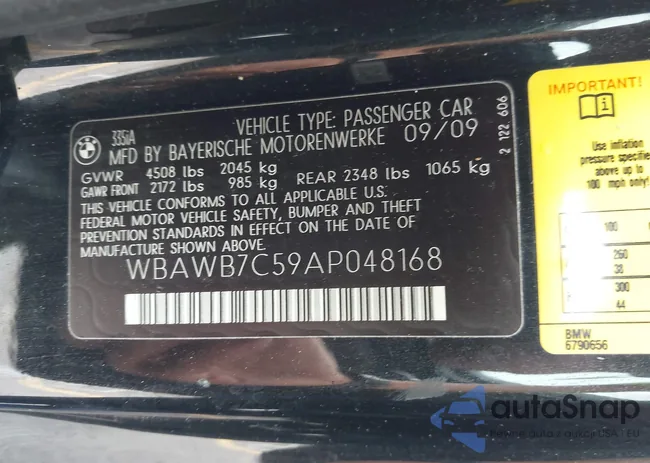 335iA
VEHICLE TYPE: PASSENGER CAR
MFD BY BAYERISCHE MOTORENWERKE 09/09
GVWR 4508 lbs 2045 kg
GAWR FRONT 2172 lbs 985 kg REAR 2348 lbs 1065 kg
THIS VEHICLE CONFORMS TO ALL APPLICABLE U.S.
FEDERAL MOTOR VEHICLE SAFETY, BUMPER AND THEFT
PREVENTION STANDARDS IN EFFECT ON THE DATE OF
MANUFACTURE SHOWN ABOVE.
WBAWB7C59AP048168
2 122 606
IMPORTANT!
Use inflation
pressure specifie
above up to
100 mph only!
100
260
38
300
44
BMW
6790656
autoSnap